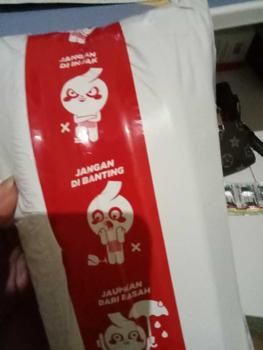 JANGAN
DI INJAK
JANGAN
DI BANTING
JAUHKAN
DARI BASAH